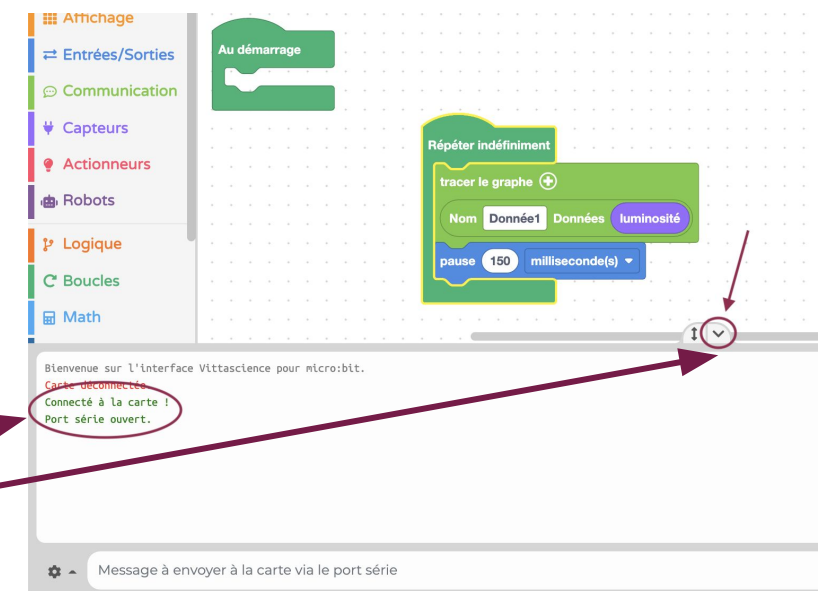 Affichage
Entrées/Sorties
Communication
Capteurs
Actionneurs
Robots
Logique
Boucles
Math
Au démarrage
Répéter indéfiniment
tracer le graphe
Nom Donnée1 Données luminosité
pause 150 milliseconde(s)
Bienvenue sur l'interface Vittascience pour micro:bit.
Carte déconnectée.
Connecté à la carte !
Port série ouvert.
Message à envoyer à la carte via le port série